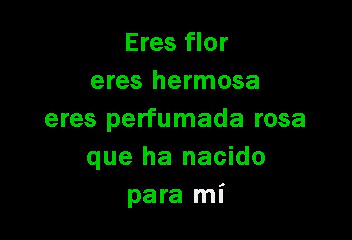 Eres flor
eres hermosa
eres perfumada rosa
que ha nacido
para mí